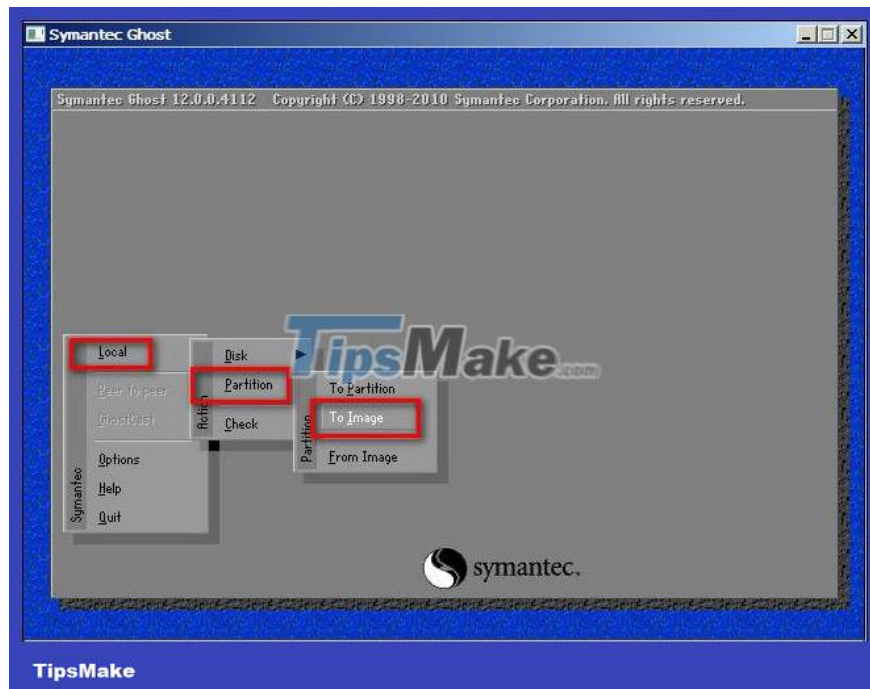 Symantec Ghost
Symantec Ghost 12.0.0.4112 Copyright (C) 1998-2010 Symantec Corporation. All rights reserved.
TipsMake.com
Local
Peer to peer
GhostCast
Options
Help
Quit
Symantec
Disk
Partition
Check
Action
To Partition
To Image
From Image
Partition
symantec.
TipsMake